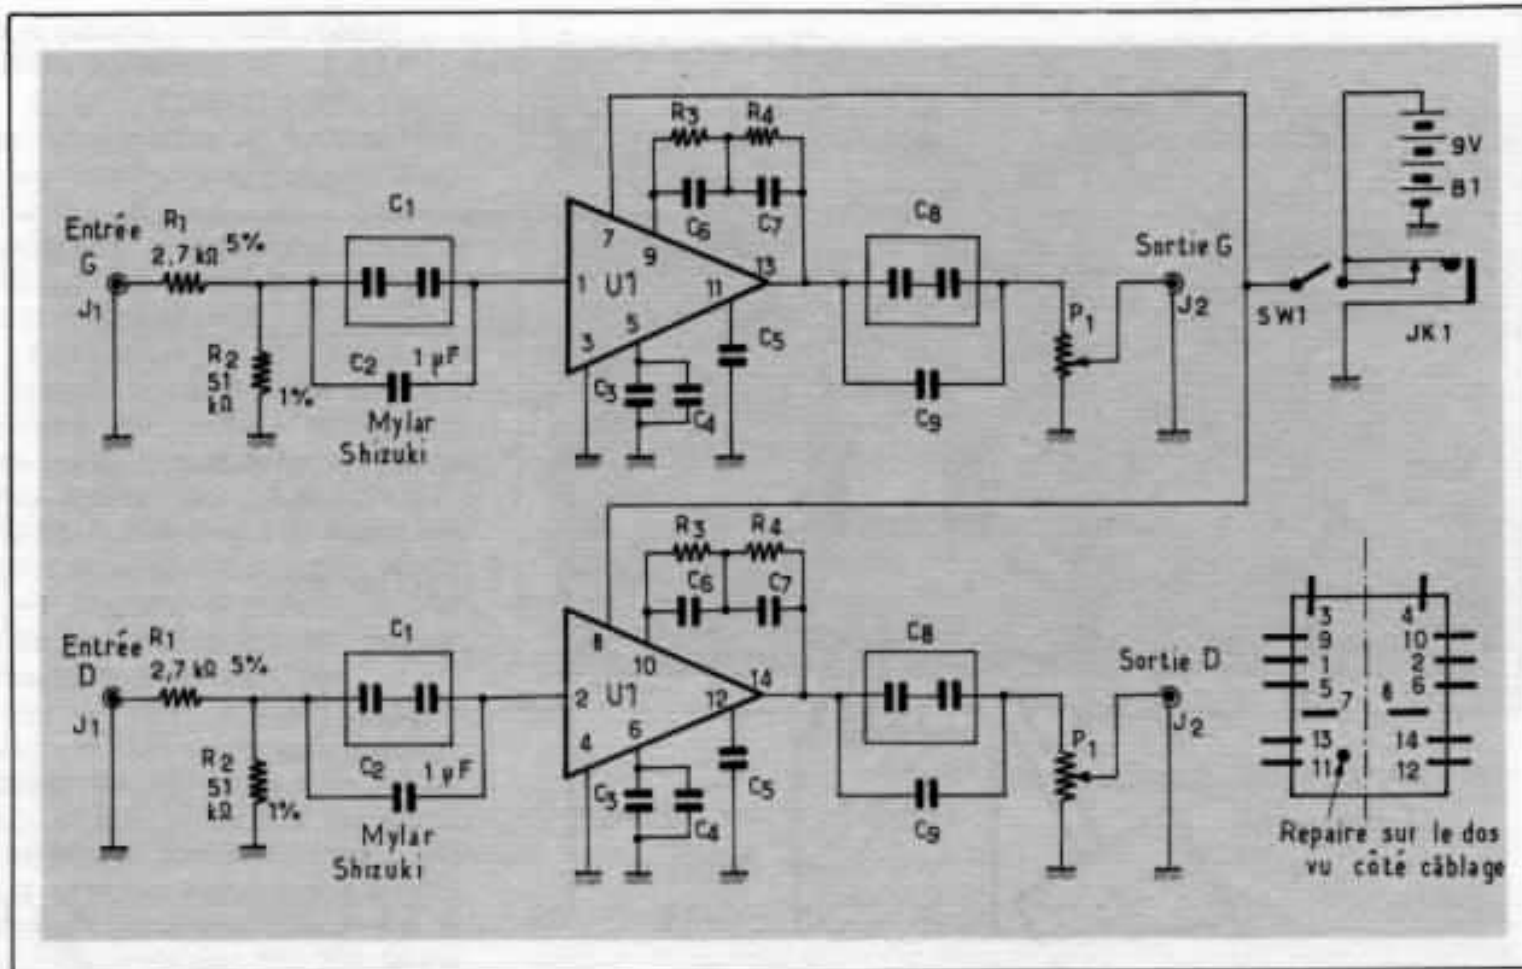 R3 R4
9V
B1
C1
C6 C7
C8
Entrée
G
R1
2,7 kΩ 5%
J1
7
9
13
1
U1
11
5
3
Sortie G
J2
SW1
JK1
R2
51
kΩ
1%
C2 1 µF
Mylar
Shizuki
C3
C4
C5
C9
P1
R3 R4
C6 C7
C1
C8
Entrée
D
R1
2,7 kΩ 5%
J1
8
10
14
2
U1
12
6
4
Sortie D
J2
R2
51
kΩ
1%
C2 1 µF
Mylar
Shizuki
C3
C4
C5
C9
P1
3 4
9 10
1 2
5 6
7 8
13 14
11 12
Repaire sur le dos
vu côté câblage